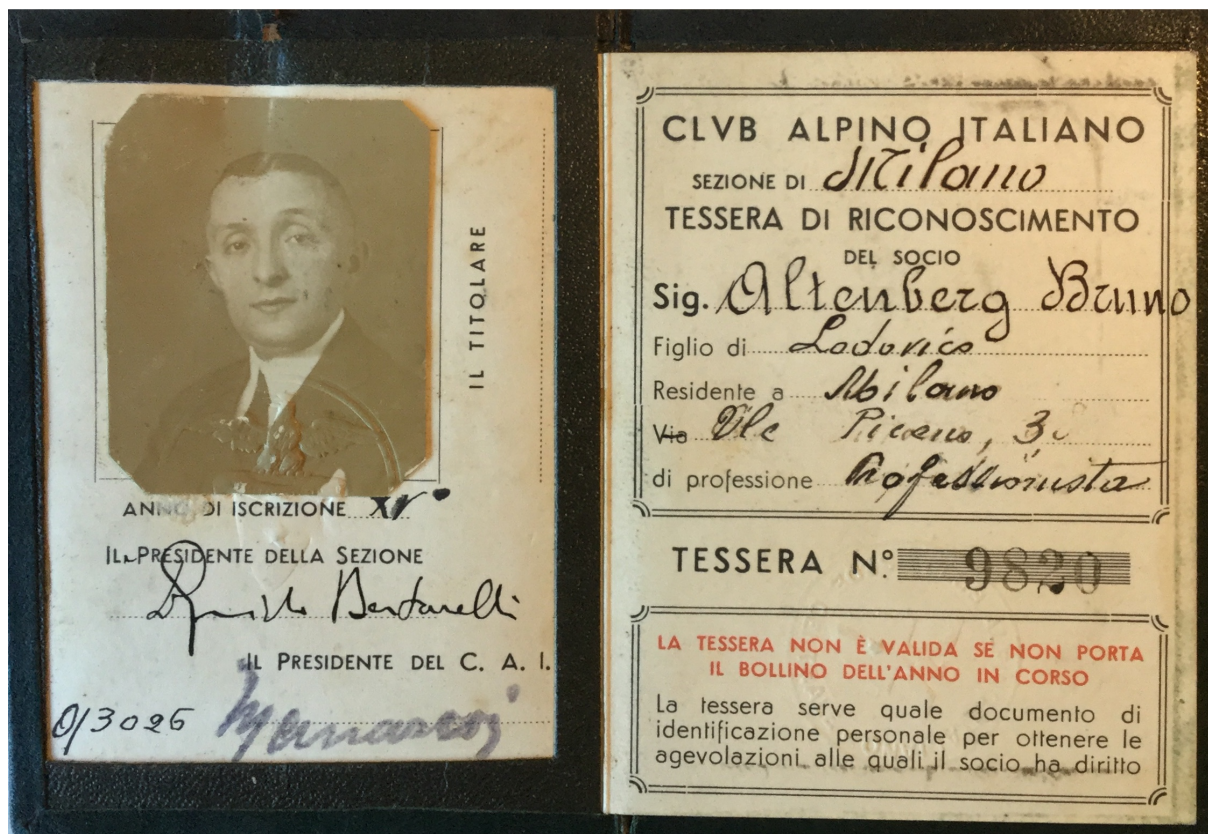 IL TITOLARE
ANNO DI ISCRIZIONE XV°
IL PRESIDENTE DELLA SEZIONE
Bertarelli
IL PRESIDENTE DEL C. A. I.
0/3026
CLVB ALPINO ITALIANO
SEZIONE DI Milano
TESSERA DI RICONOSCIMENTO
DEL SOCIO
Sig. Altenberg Bruno
Figlio di Lodovico
Residente a Milano
Via Vle Piceno, 3
di professione Professionista
TESSERA N.º 9820
LA TESSERA NON È VALIDA SE NON PORTA
IL BOLLINO DELL'ANNO IN CORSO
La tessera serve quale documento di
identificazione personale per ottenere le
agevolazioni alle quali il socio ha diritto